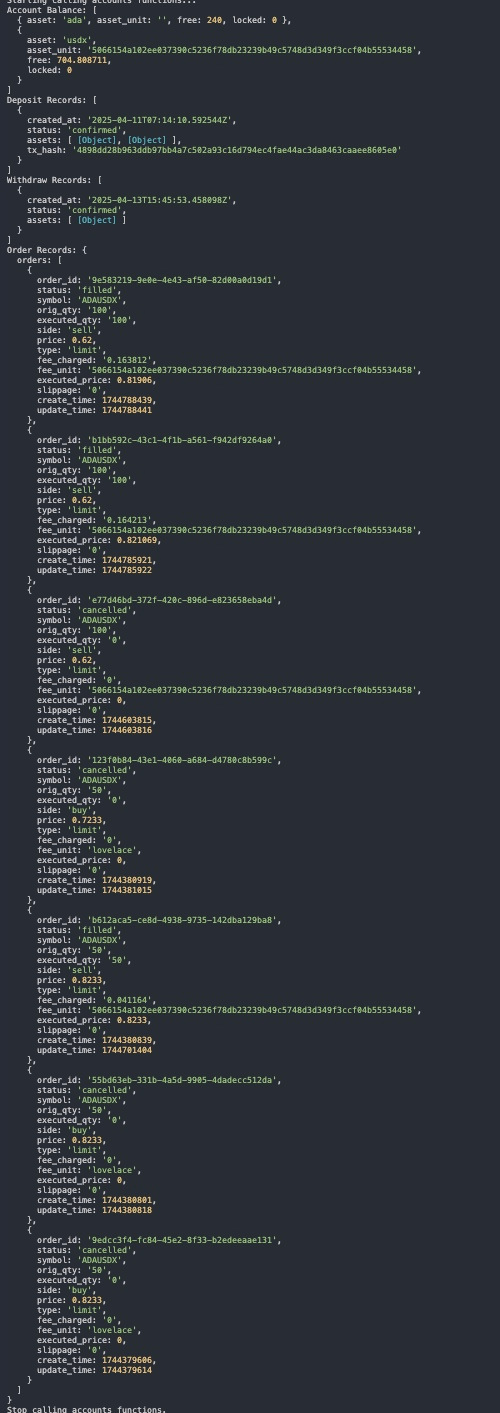 Starting calling accounts functions...
Account Balance: [
  { asset: 'ada', asset_unit: '', free: 240, locked: 0 },
  {
    asset: 'usdx',
    asset_unit: '5066154a102ee037390c5236f78db23239b49c5748d3d349f3ccf04b55534458',
    free: 704.808711,
    locked: 0
  }
]
Deposit Records: [
  {
    created_at: '2025-04-11T07:14:10.592544Z',
    status: 'confirmed',
    assets: [ [Object], [Object] ],
    tx_hash: '4898dd28b963ddb97bb4a7c502a93c16d794ec4fae44ac3da8463caaee8605e0'
  }
]
Withdraw Records: [
  {
    created_at: '2025-04-13T15:45:53.458098Z',
    status: 'confirmed',
    assets: [ [Object] ]
  }
]
Order Records: {
  orders: [
    {
      order_id: '9e583219-9e0e-4e43-af50-82d00a0d19d1',
      status: 'filled',
      symbol: 'ADAUSDX',
      orig_qty: '100',
      executed_qty: '100',
      side: 'sell',
      price: 0.62,
      type: 'limit',
      fee_charged: '0.163812',
      fee_unit: '5066154a102ee037390c5236f78db23239b49c5748d3d349f3ccf04b55534458',
      executed_price: 0.81906,
      slippage: '0',
      create_time: 1744788439,
      update_time: 1744788441
    },
    {
      order_id: 'b1bb592c-43c1-4f1b-a561-f942df9264a0',
      status: 'filled',
      symbol: 'ADAUSDX',
      orig_qty: '100',
      executed_qty: '100',
      side: 'sell',
      price: 0.62,
      type: 'limit',
      fee_charged: '0.164213',
      fee_unit: '5066154a102ee037390c5236f78db23239b49c5748d3d349f3ccf04b55534458',
      executed_price: 0.821069,
      slippage: '0',
      create_time: 1744785921,
      update_time: 1744785922
    },
    {
      order_id: 'e77d46bd-372f-420c-896d-e823658eba4d',
      status: 'cancelled',
      symbol: 'ADAUSDX',
      orig_qty: '100',
      executed_qty: '0',
      side: 'sell',
      price: 0.62,
      type: 'limit',
      fee_charged: '0',
      fee_unit: '5066154a102ee037390c5236f78db23239b49c5748d3d349f3ccf04b55534458',
      executed_price: 0,
      slippage: '0',
      create_time: 1744603815,
      update_time: 1744603816
    },
    {
      order_id: '123f0b84-43e1-4060-a684-d4780c8b599c',
      status: 'cancelled',
      symbol: 'ADAUSDX',
      orig_qty: '50',
      executed_qty: '0',
      side: 'buy',
      price: 0.7233,
      type: 'limit',
      fee_charged: '0',
      fee_unit: 'lovelace',
      executed_price: 0,
      slippage: '0',
      create_time: 1744380919,
      update_time: 1744381015
    },
    {
      order_id: 'b612aca5-ce8d-4938-9735-142dba129ba8',
      status: 'filled',
      symbol: 'ADAUSDX',
      orig_qty: '50',
      executed_qty: '50',
      side: 'sell',
      price: 0.8233,
      type: 'limit',
      fee_charged: '0.041164',
      fee_unit: '5066154a102ee037390c5236f78db23239b49c5748d3d349f3ccf04b55534458',
      executed_price: 0.8233,
      slippage: '0',
      create_time: 1744380839,
      update_time: 1744701404
    },
    {
      order_id: '55bd63eb-331b-4a5d-9905-4dadecc512da',
      status: 'cancelled',
      symbol: 'ADAUSDX',
      orig_qty: '50',
      executed_qty: '0',
      side: 'buy',
      price: 0.8233,
      type: 'limit',
      fee_charged: '0',
      fee_unit: 'lovelace',
      executed_price: 0,
      slippage: '0',
      create_time: 1744380801,
      update_time: 1744380818
    },
    {
      order_id: '9edcc3f4-fc84-45e2-8f33-b2edeeaae131',
      status: 'cancelled',
      symbol: 'ADAUSDX',
      orig_qty: '50',
      executed_qty: '0',
      side: 'buy',
      price: 0.8233,
      type: 'limit',
      fee_charged: '0',
      fee_unit: 'lovelace',
      executed_price: 0,
      slippage: '0',
      create_time: 1744379606,
      update_time: 1744379614
    }
  ]
}
Stop calling accounts functions.